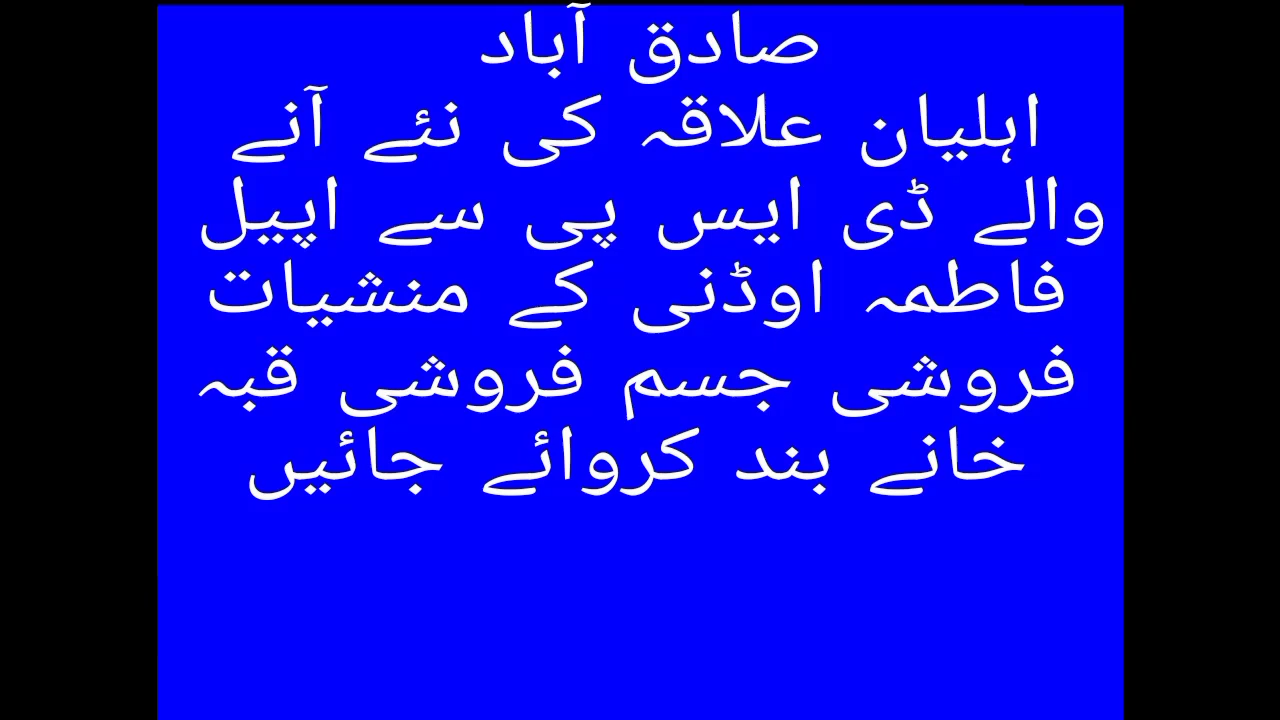 صادق آباد
اہلیان علاقہ کی نئے آنے
والے ڈی ایس پی سے اپیل
فاطمہ اوڈنی کے منشیات
فروشی جسم فروشی قبہ
خانے بند کروائے جائیں